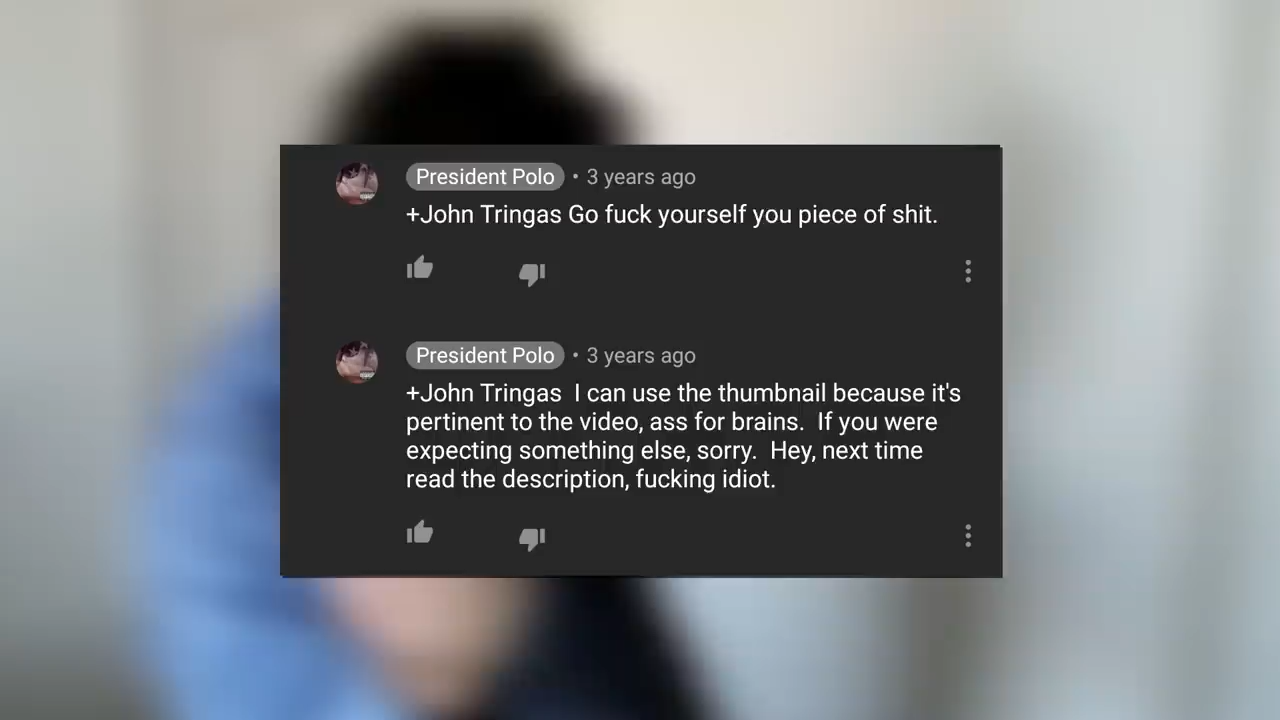 President Polo • 3 years ago
+John Tringas Go fuck yourself you piece of shit.
President Polo • 3 years ago
+John Tringas  I can use the thumbnail because it's
pertinent to the video, ass for brains.  If you were
expecting something else, sorry.  Hey, next time
read the description, fucking idiot.